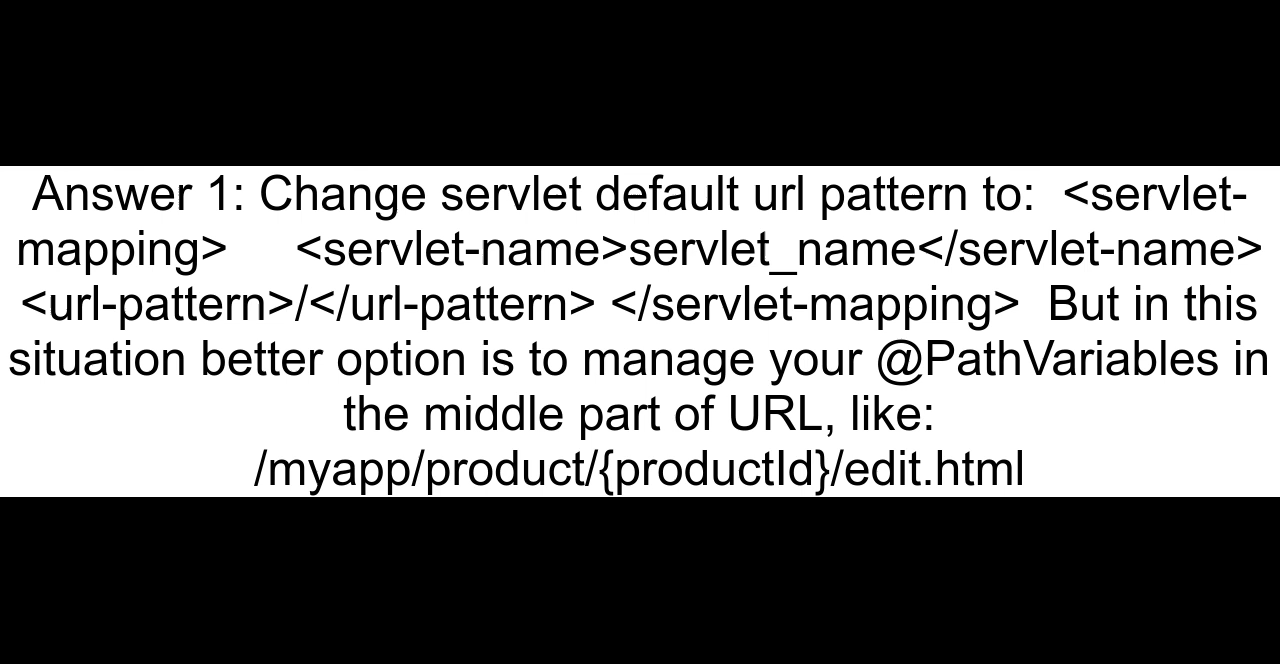 Answer 1: Change servlet default url pattern to:  <servlet-
mapping>     <servlet-name>servlet_name</servlet-name>
<url-pattern>/</url-pattern> </servlet-mapping>  But in this
situation better option is to manage your @PathVariables in
the middle part of URL, like:
/myapp/product/{productId}/edit.html